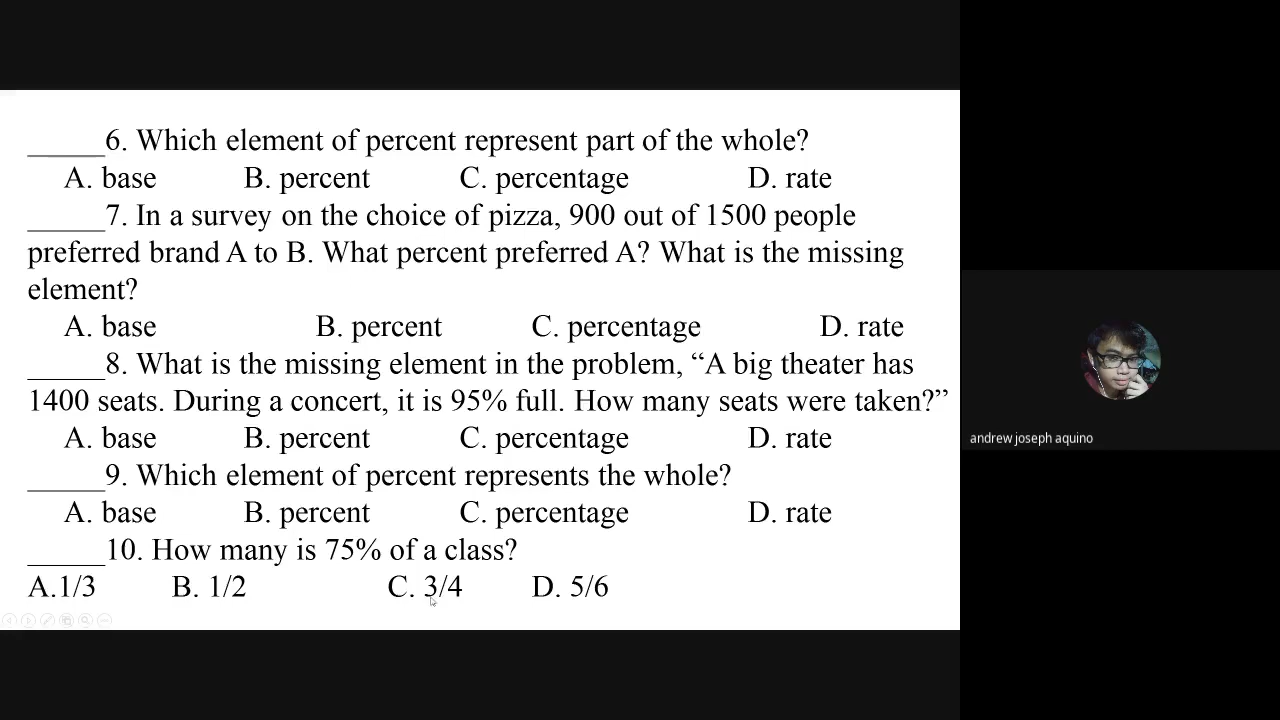 _____6. Which element of percent represent part of the whole?
A. base B. percent C. percentage D. rate
_____7. In a survey on the choice of pizza, 900 out of 1500 people
preferred brand A to B. What percent preferred A? What is the missing
element?
A. base B. percent C. percentage D. rate
_____8. What is the missing element in the problem, “A big theater has
1400 seats. During a concert, it is 95% full. How many seats were taken?”
A. base B. percent C. percentage D. rate
_____9. Which element of percent represents the whole?
A. base B. percent C. percentage D. rate
_____10. How many is 75% of a class?
A.1/3 B. 1/2 C. 3/4 D. 5/6
andrew joseph aquino